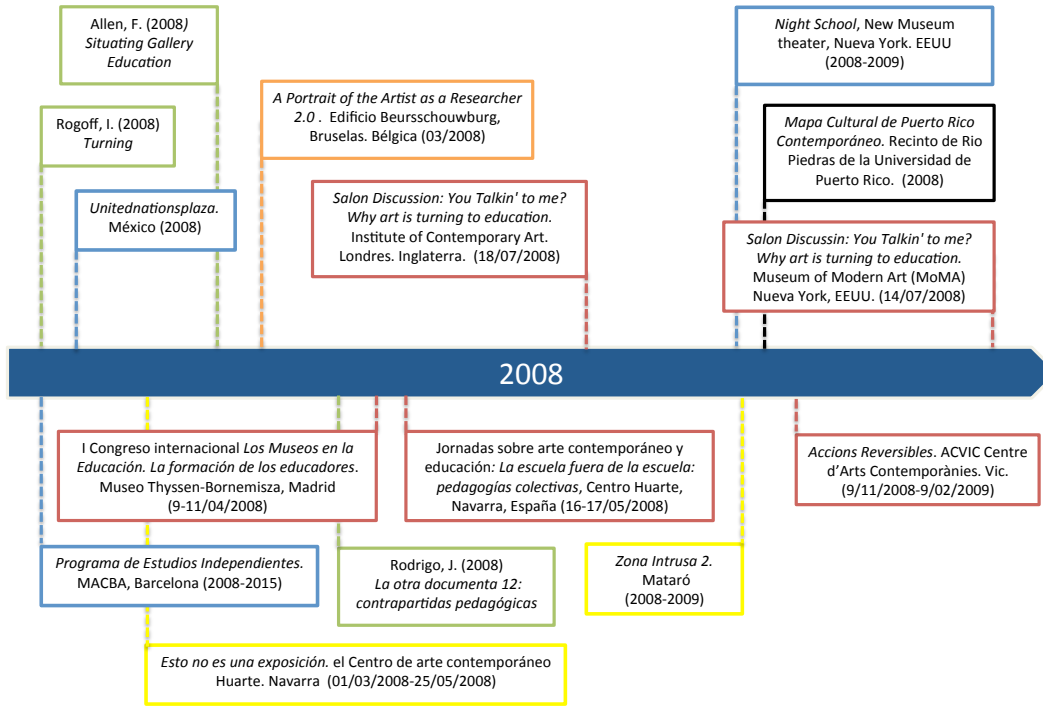 Allen, F. (2008)
Situating Gallery
Education
Rogoff, I. (2008)
Turning
Unitednationsplaza.
México (2008)
A Portrait of the Artist as a Researcher
2.0 . Edificio Beursschouwburg,
Bruselas. Bélgica (03/2008)
Salon Discussion: You Talkin' to me?
Why art is turning to education.
Institute of Contemporary Art.
Londres. Inglaterra. (18/07/2008)
Night School, New Museum
theater, Nueva York. EEUU
(2008-2009)
Mapa Cultural de Puerto Rico
Contemporáneo. Recinto de Rio
Piedras de la Universidad de
Puerto Rico. (2008)
Salon Discussin: You Talkin' to me?
Why art is turning to education.
Museum of Modern Art (MoMA)
Nueva York, EEUU. (14/07/2008)
2008
I Congreso internacional Los Museos en la
Educación. La formación de los educadores.
Museo Thyssen-Bornemisza, Madrid
(9-11/04/2008)
Jornadas sobre arte contemporáneo y
educación: La escuela fuera de la escuela:
pedagogías colectivas, Centro Huarte,
Navarra, España (16-17/05/2008)
Accions Reversibles. ACVIC Centre
d'Arts Contemporànies. Vic.
(9/11/2008-9/02/2009)
Programa de Estudios Independientes.
MACBA, Barcelona (2008-2015)
Rodrigo, J. (2008)
La otra documenta 12:
contrapartidas pedagógicas
Zona Intrusa 2.
Mataró
(2008-2009)
Esto no es una exposición. el Centro de arte contemporáneo
Huarte. Navarra (01/03/2008-25/05/2008)